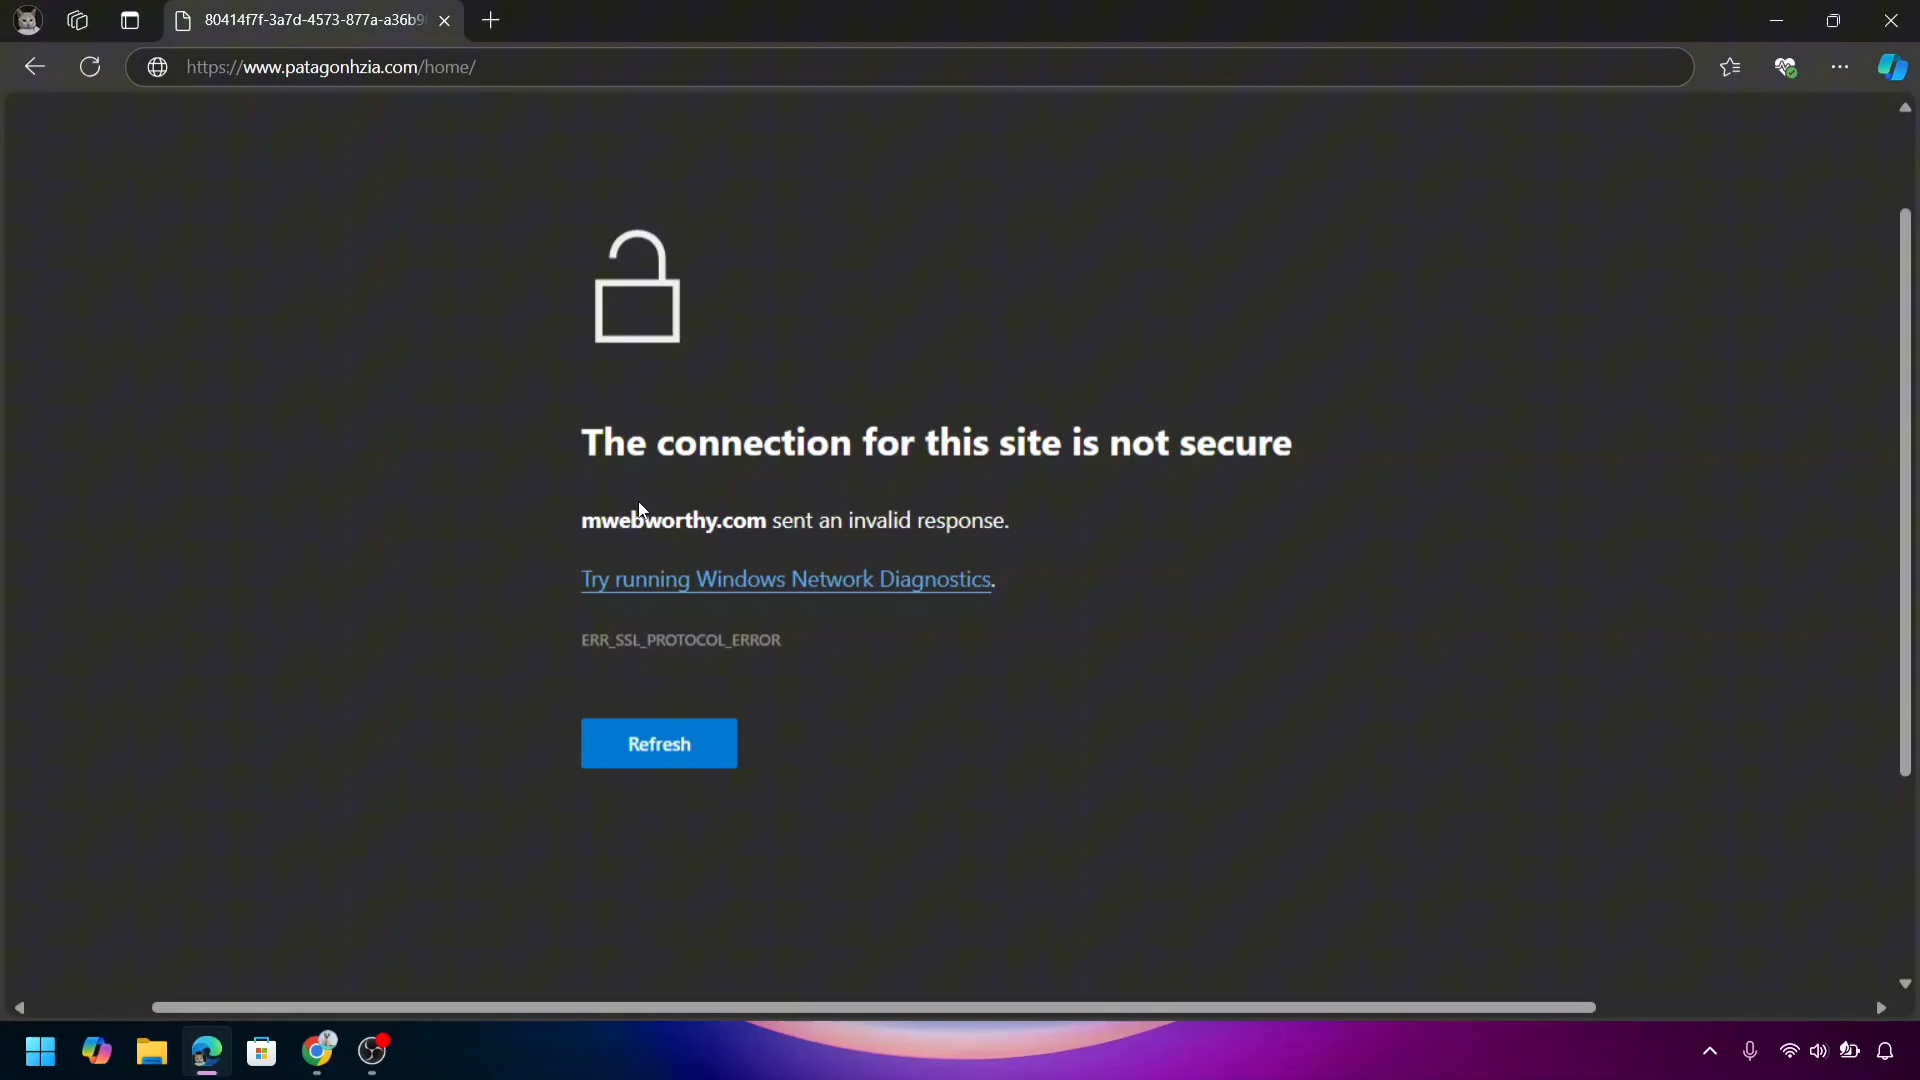 80414f7f-3a7d-4573-877a-a36b9
https://www.patagonhzia.com/home/
The connection for this site is not secure
mwebworthy.com sent an invalid response.
Try running Windows Network Diagnostics.
ERR_SSL_PROTOCOL_ERROR
Refresh